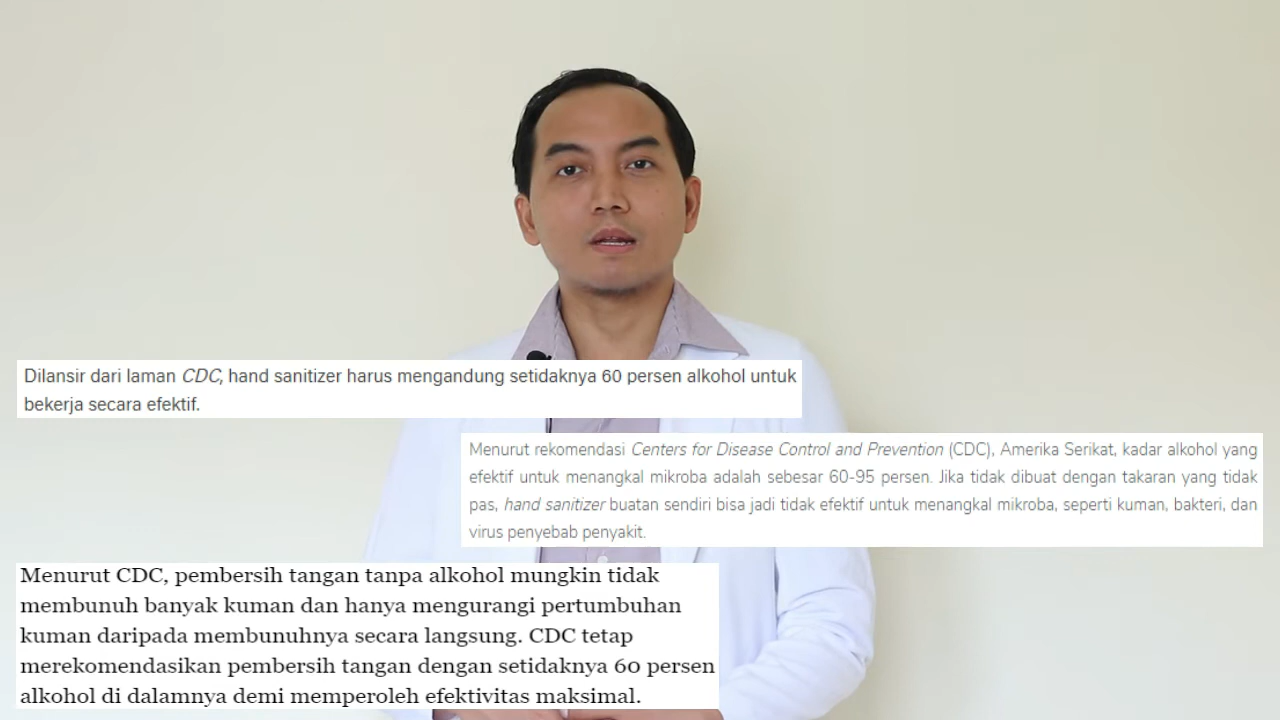 Dilansir dari laman CDC, hand sanitizer harus mengandung setidaknya 60 persen alkohol untuk
bekerja secara efektif.
Menurut rekomendasi Centers for Disease Control and Prevention (CDC), Amerika Serikat, kadar alkohol yang
efektif untuk menangkal mikroba adalah sebesar 60-95 persen. Jika tidak dibuat dengan takaran yang tidak
pas, hand sanitizer buatan sendiri bisa jadi tidak efektif untuk menangkal mikroba, seperti kuman, bakteri, dan
virus penyebab penyakit.
Menurut CDC, pembersih tangan tanpa alkohol mungkin tidak
membunuh banyak kuman dan hanya mengurangi pertumbuhan
kuman daripada membunuhnya secara langsung. CDC tetap
merekomendasikan pembersih tangan dengan setidaknya 60 persen
alkohol di dalamnya demi memperoleh efektivitas maksimal.